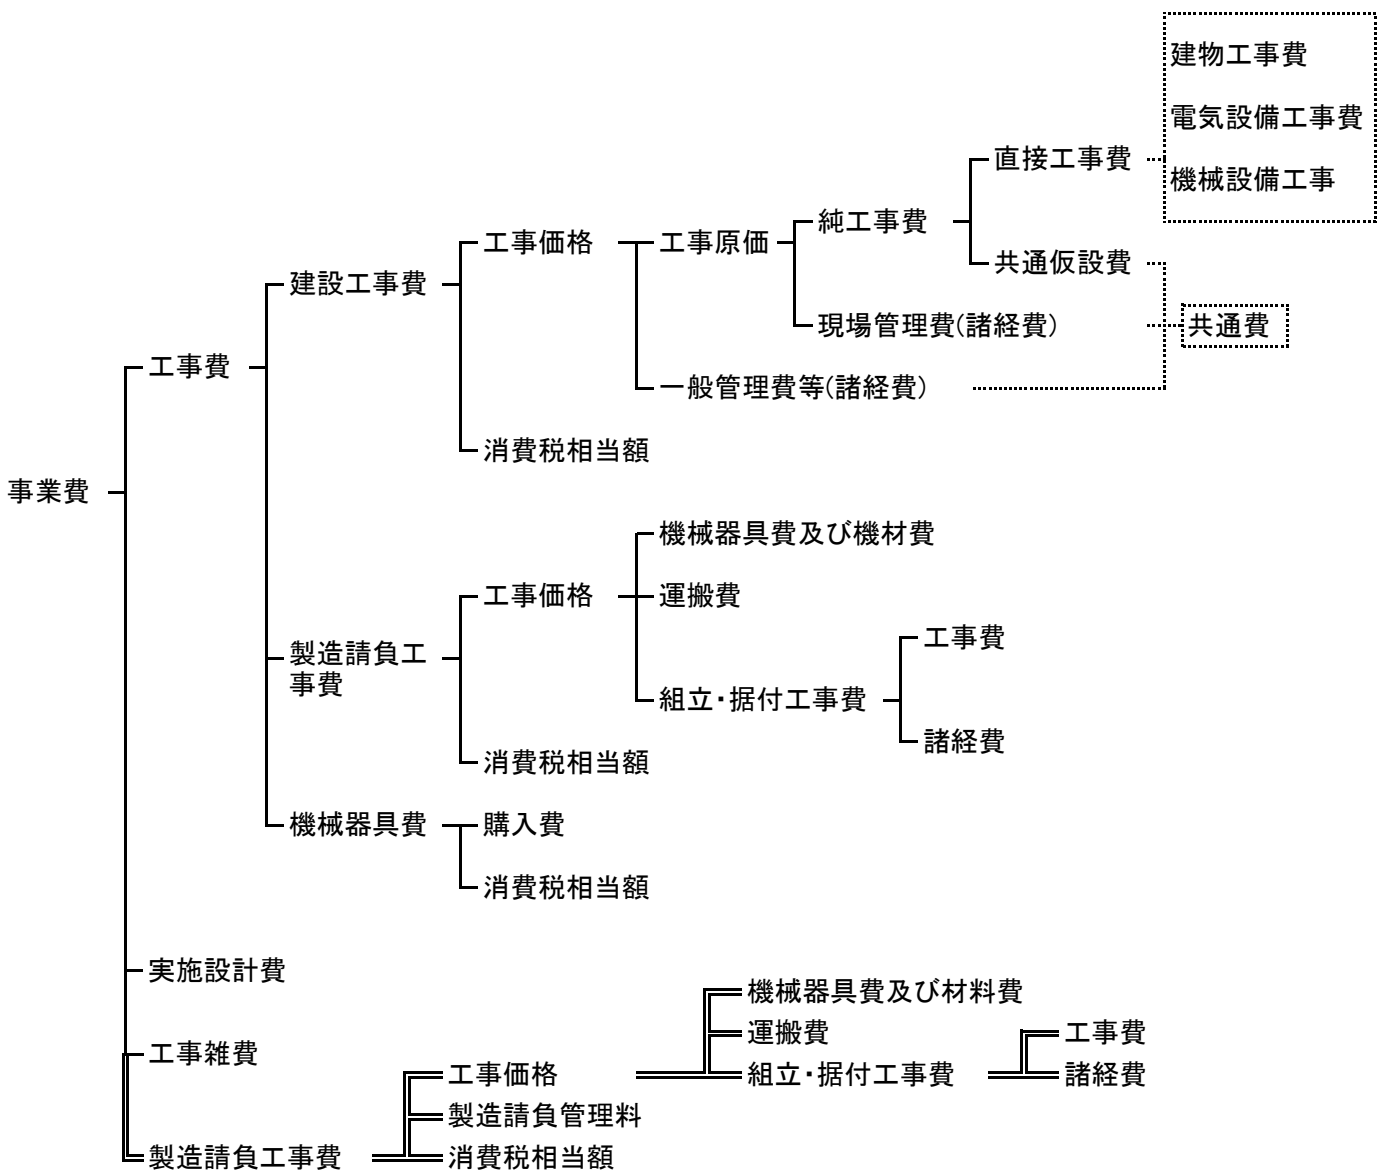 建物工事費
電気設備工事費
直接工事費
機械設備工事
純工事費
工事価格
工事原価
共通仮設費
建設工事費
現場管理費(諸経費)
共通費
工事費
一般管理費等(諸経費)
消費税相当額
事業費
機械器具費及び機材費
工事価格
運搬費
工事費
製造請負工
事費
組立・据付工事費
諸経費
消費税相当額
機械器具費
購入費
消費税相当額
実施設計費
機械器具費及び材料費
運搬費
工事費
工事雑費
工事価格
組立・据付工事費
諸経費
製造請負管理料
製造請負工事費
消費税相当額